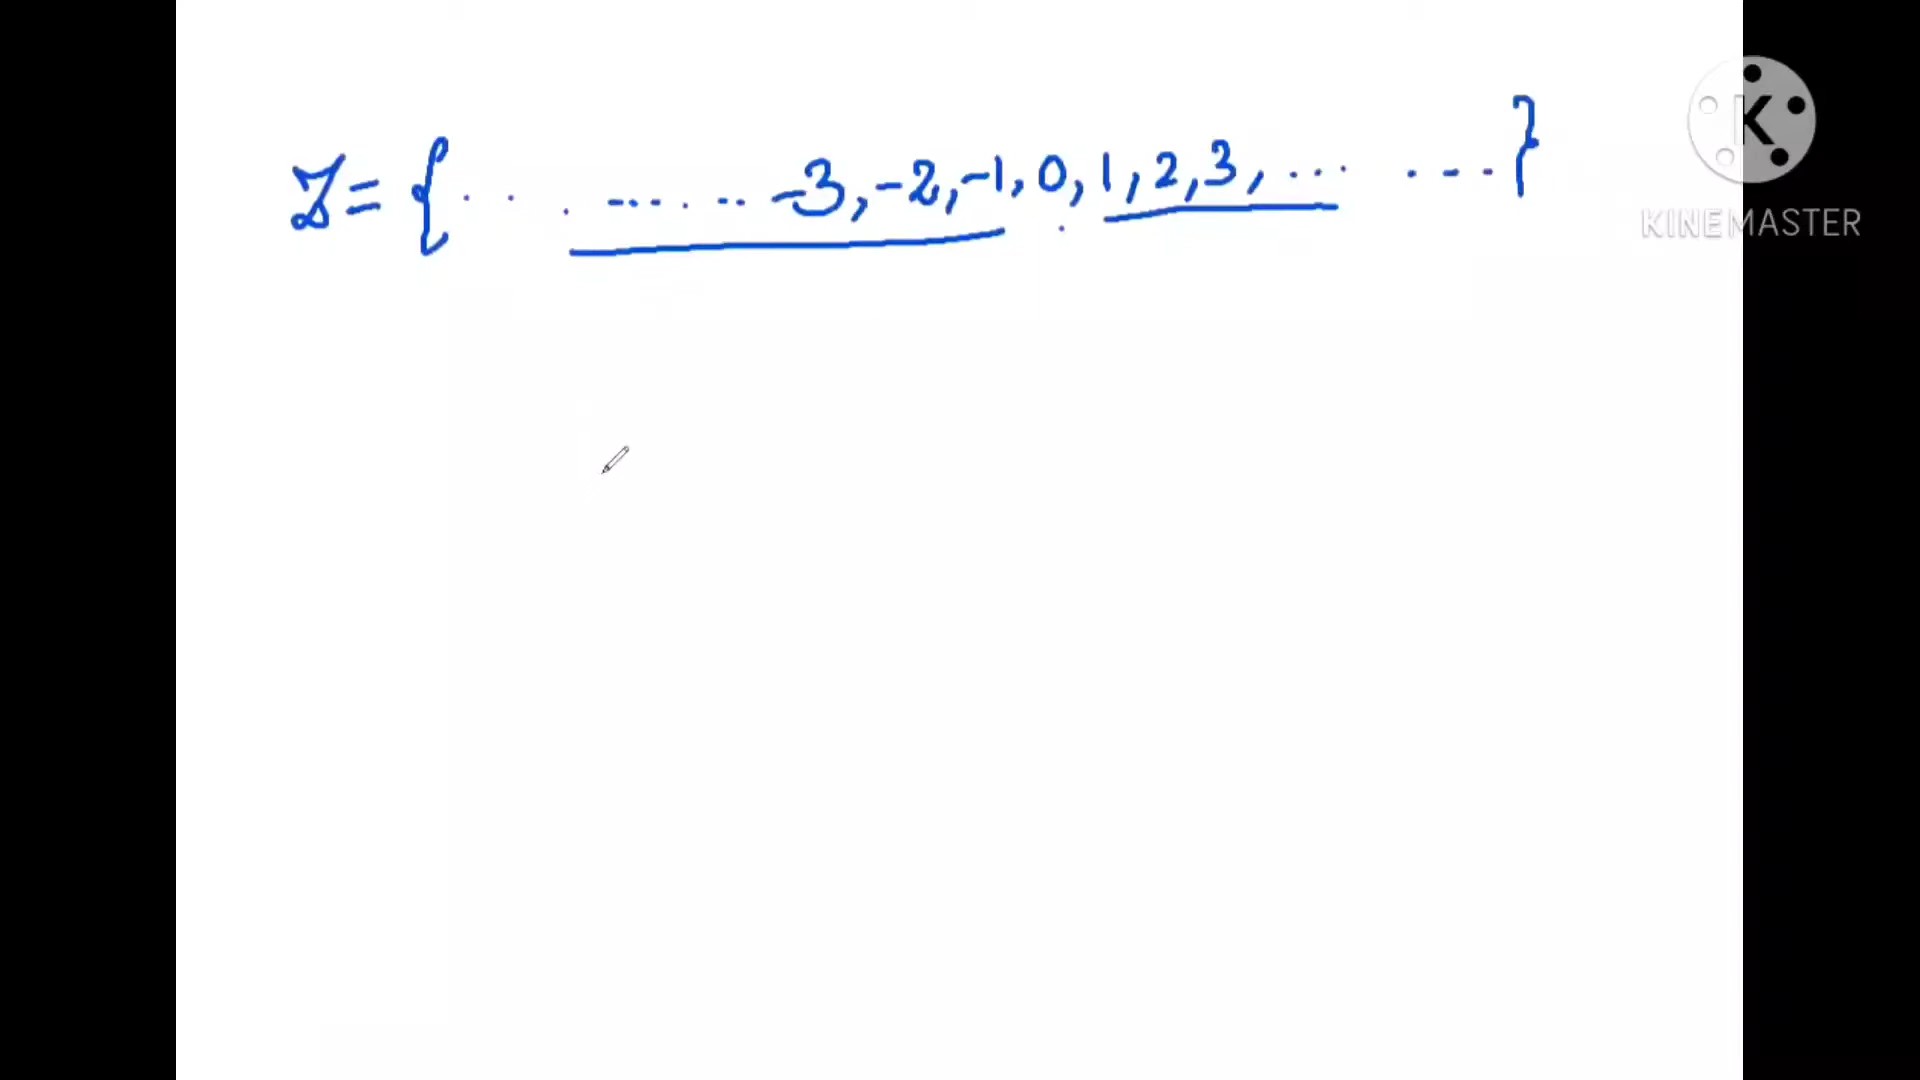 Z = {. . . ... . .. -3, -2, -1, 0, 1, 2, 3, ... . ...}
KINEMASTER